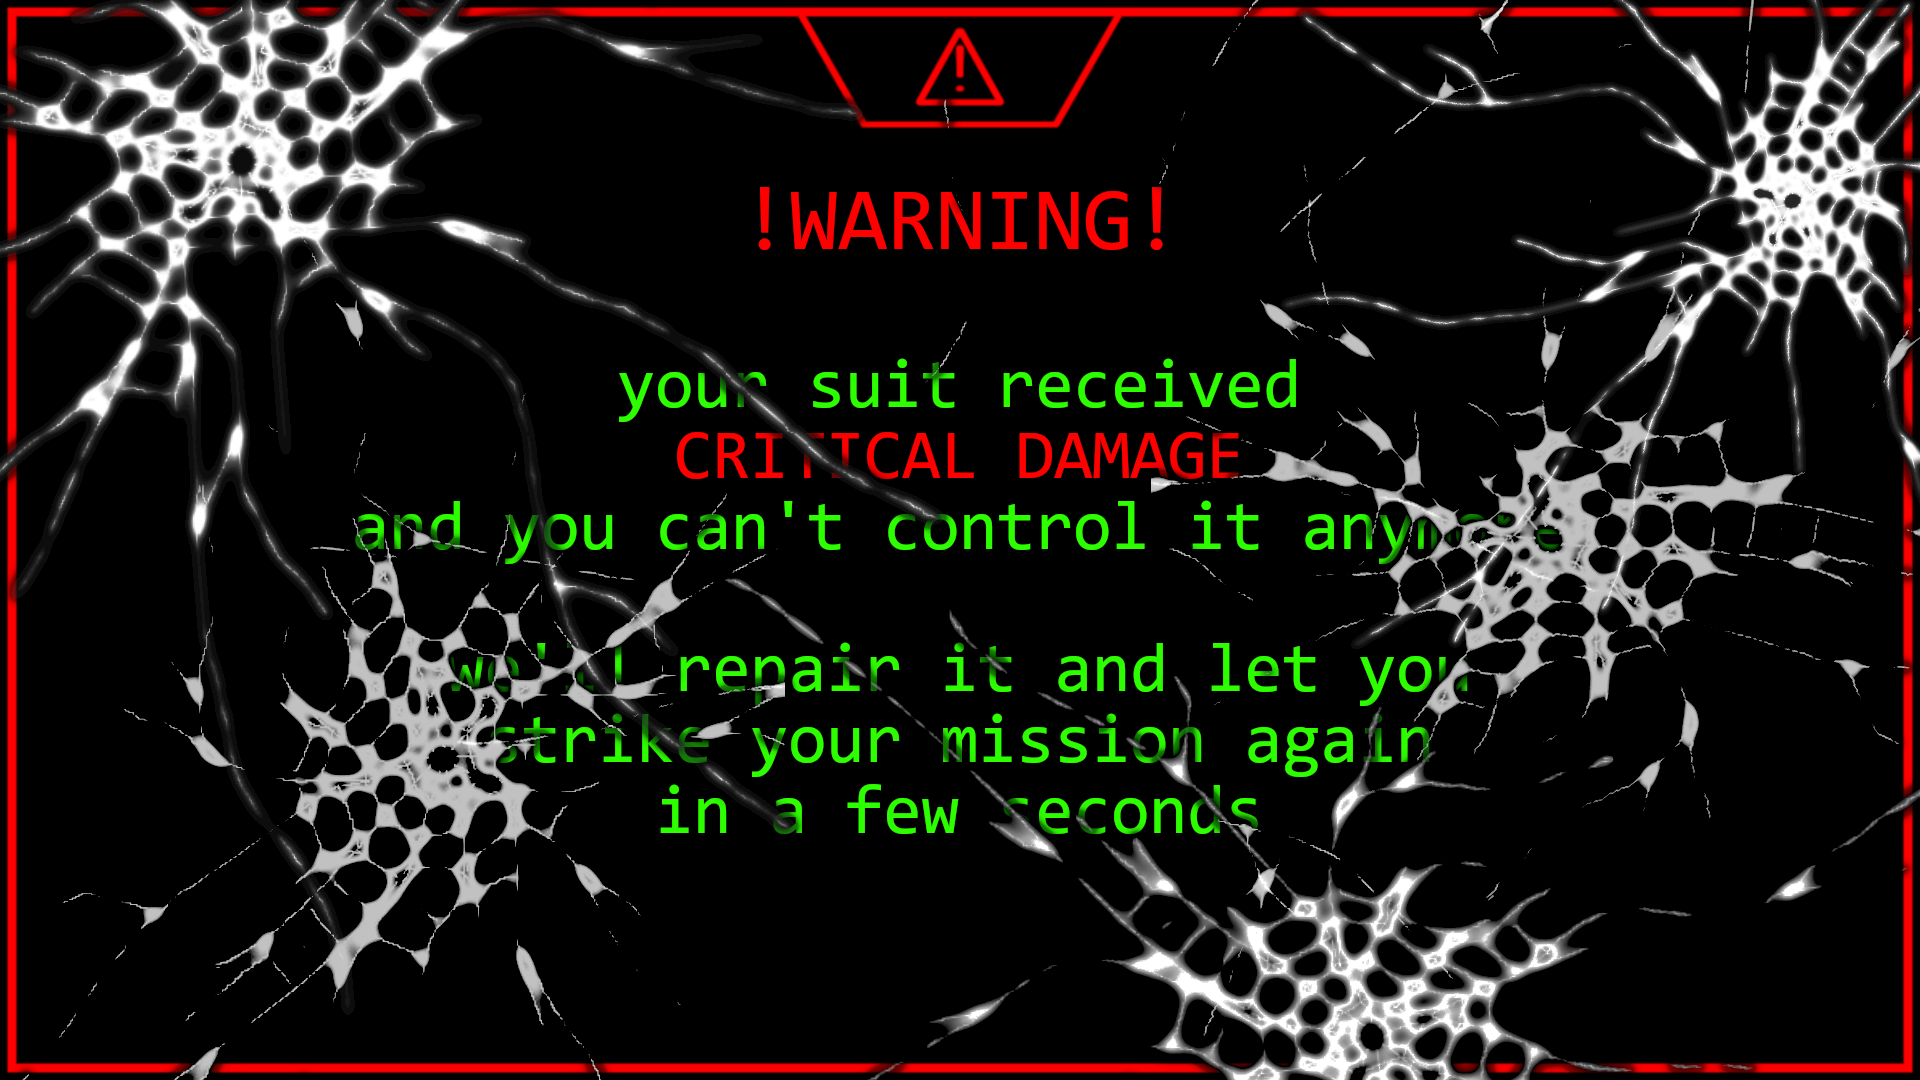 !WARNING!
your suit received
CRITICAL DAMAGE
and you can't control it anymore
we'll repair it and let you
strike your mission again
in a few seconds